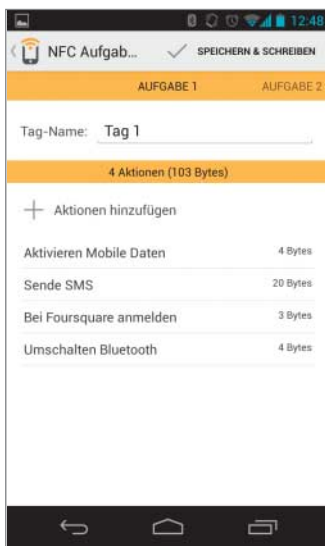 12:48
NFC Aufgab... SPEICHERN & SCHREIBEN
AUFGABE 1 AUFGABE 2
Tag-Name: Tag 1
4 Aktionen (103 Bytes)
Aktionen hinzufügen
Aktivieren Mobile Daten 4 Bytes
Sende SMS 20 Bytes
Bei Foursquare anmelden 3 Bytes
Umschalten Bluetooth 4 Bytes